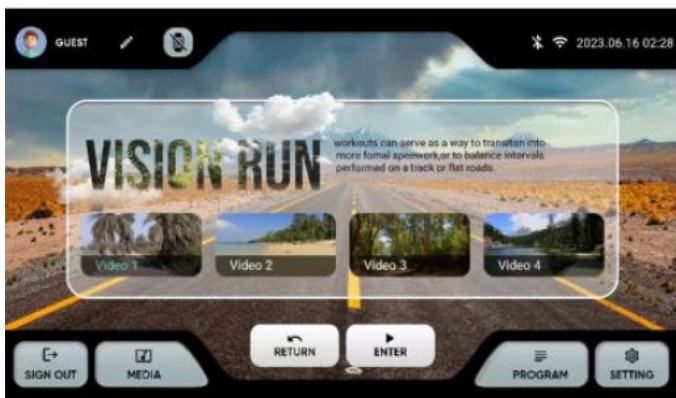 GUEST
2023.06.16 02:28
VISION RUN
workouts can serve as a way to transiton into
more fomal speework,or to balance intervals
performed on a track or flat roads.
Video 1
Video 2
Video 3
Video 4
RETURN
ENTER
SIGN OUT
MEDIA
PROGRAM
SETTING